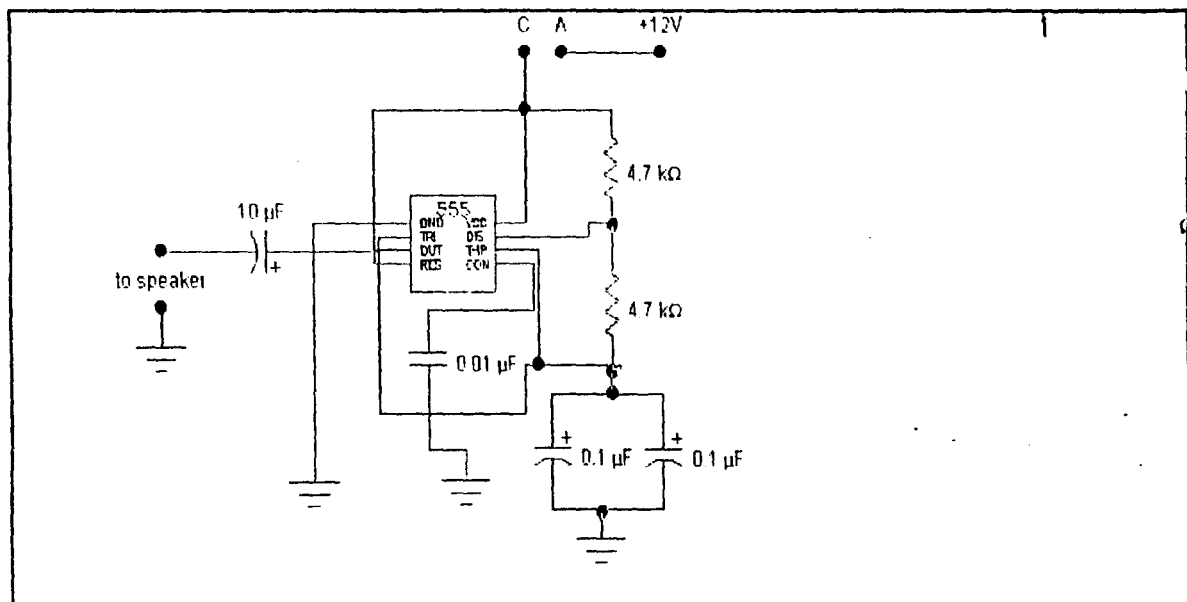 C A +12V
4.7 kΩ
10 µF
555
GND VCC
TRI DIS
OUT THR
RES CON
to speaker
4.7 kΩ
0.01 µF
0.1 µF 0.1 µF